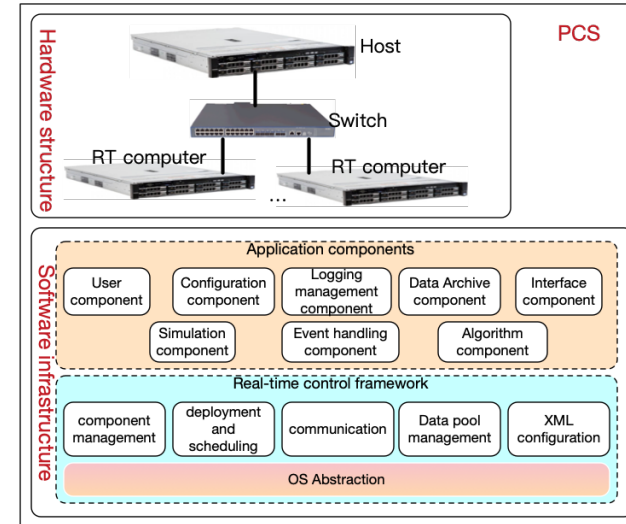 PCS
Hardware structure
Host
Switch
RT computer
RT computer
...
Software infrastructure
Application components
User
component
Configuration
component
Logging
management
component
Data Archive
component
Interface
component
Simulation
component
Event handling
component
Algorithm
component
Real-time control framework
component
management
deployment
and
scheduling
communication
Data pool
management
XML
configuration
OS Abstraction